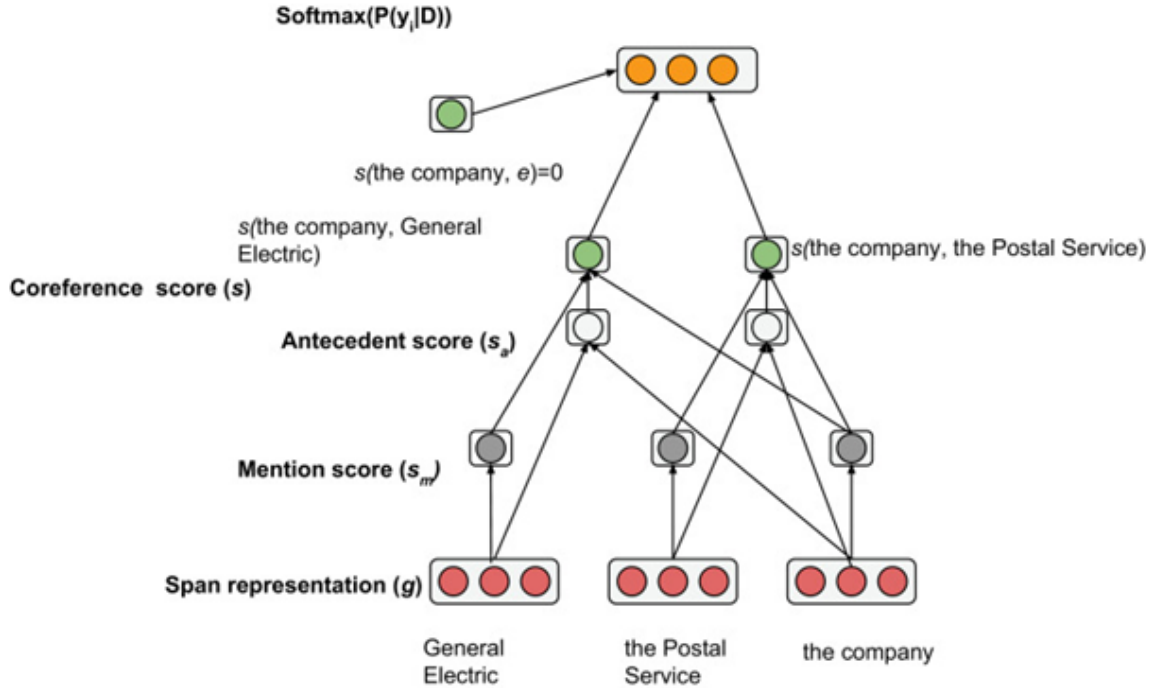 Softmax(P(yi|D))
s(the company, e)=0
s(the company, General
Electric)
s(the company, the Postal Service)
Coreference score (s)
Antecedent score (sa)
Mention score (sm)
Span representation (g)
General
Electric
the Postal
Service
the company